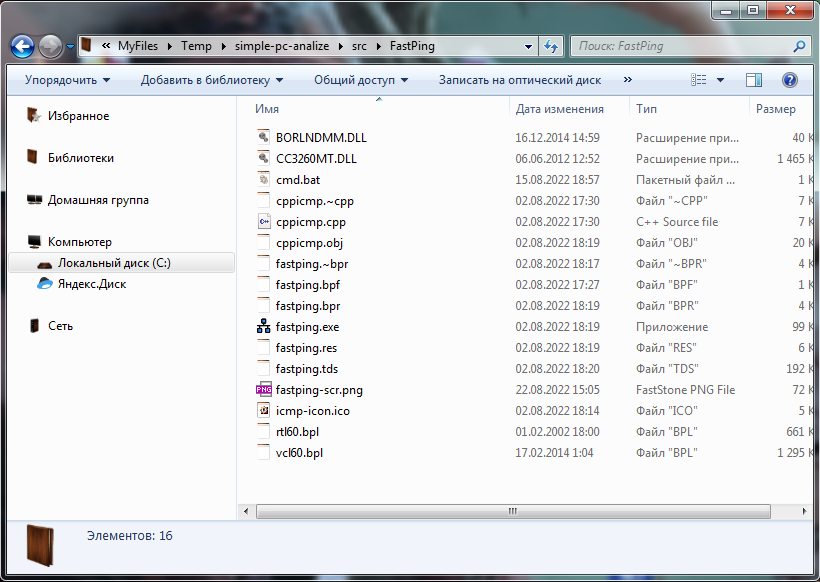 « MyFiles ▸ Temp ▸ simple-pc-analize ▸ src ▸ FastPing Поиск: FastPing
Упорядочить Добавить в библиотеку Общий доступ Записать на оптический диск »
Избранное
Библиотеки
Домашняя группа
Компьютер
Локальный диск (C:)
Яндекс.Диск
Сеть
Имя Дата изменения Тип Размер
BORLNDMM.DLL 16.12.2014 14:59 Расширение при... 40 K
CC3260MT.DLL 06.06.2012 12:52 Расширение при... 1 465 K
cmd.bat 15.08.2022 18:57 Пакетный файл ... 1 K
cppicmp.~cpp 02.08.2022 17:30 Файл "~CPP" 7 K
cppicmp.cpp 02.08.2022 17:30 C++ Source file 7 K
cppicmp.obj 02.08.2022 18:19 Файл "OBJ" 20 K
fastping.~bpr 02.08.2022 18:17 Файл "~BPR" 4 K
fastping.bpf 02.08.2022 17:27 Файл "BPF" 1 K
fastping.bpr 02.08.2022 18:19 Файл "BPR" 4 K
fastping.exe 02.08.2022 18:19 Приложение 99 K
fastping.res 02.08.2022 18:19 Файл "RES" 6 K
fastping.tds 02.08.2022 18:20 Файл "TDS" 192 K
PNG fastping-scr.png 22.08.2022 15:05 FastStone PNG File 72 K
icmp-icon.ico 02.08.2022 18:14 Файл "ICO" 5 K
rtl60.bpl 01.02.2002 18:00 Файл "BPL" 661 K
vcl60.bpl 17.02.2014 1:04 Файл "BPL" 1 295 K
Элементов: 16